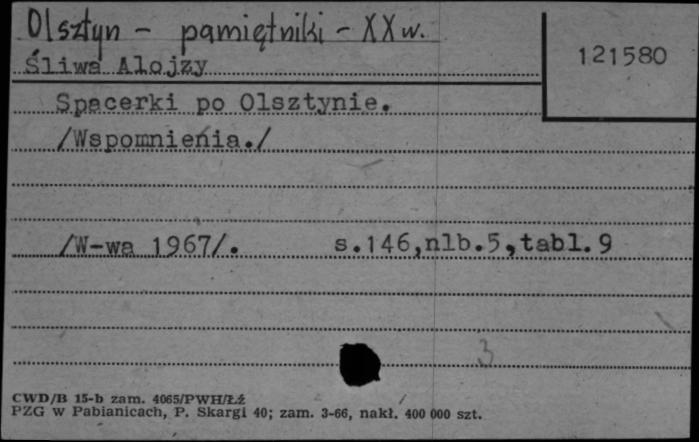 Olsztyn - pamiętniki - XX w.
121580
Śliwa Alojzy
Spacerki po Olsztynie.
/Wspomnienia./
/W-wa 1967/. s.146,nlb.5,tabl.9
3
CWD/B 15-b zam. 4065/PWH/Łź
PZG w Pabianicach, P. Skargi 40; zam. 3-66, nakł. 400 000 szt.